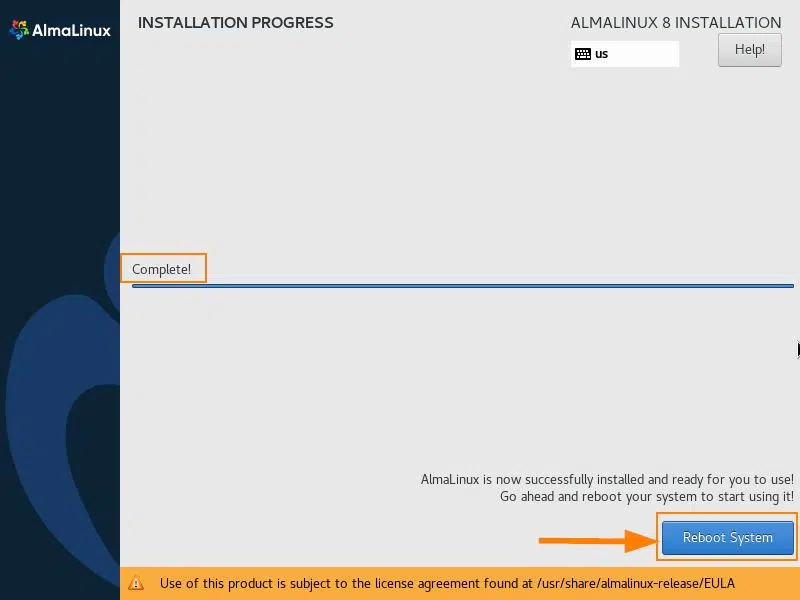 AlmaLinux
INSTALLATION PROGRESS
ALMALINUX 8 INSTALLATION
us
Help!
Complete!
AlmaLinux is now successfully installed and ready for you to use!
Go ahead and reboot your system to start using it!
Reboot System
Use of this product is subject to the license agreement found at /usr/share/almalinux-release/EULA